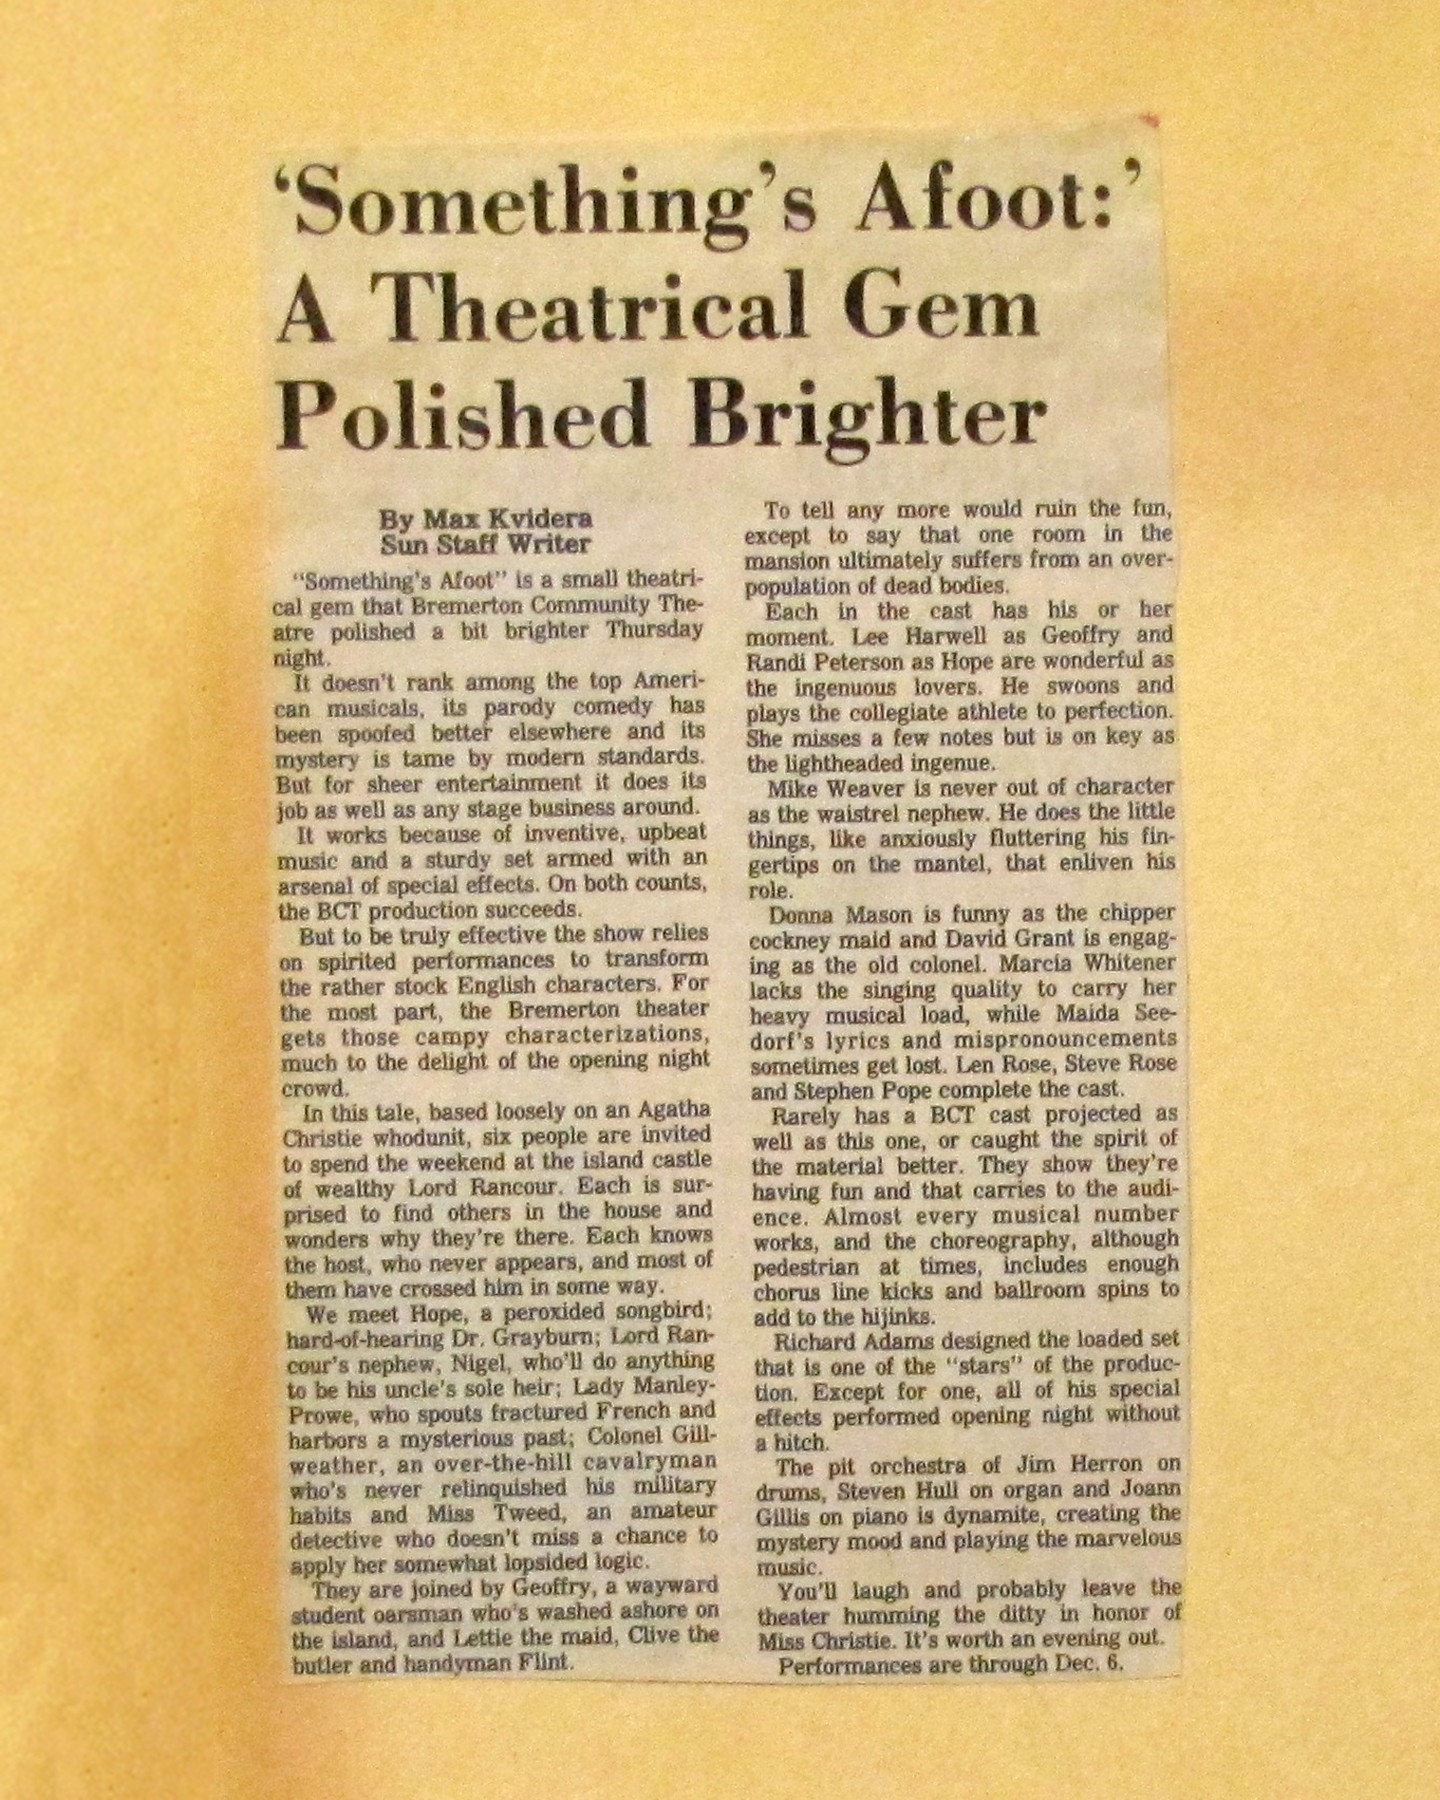 ‘Something’s Afoot:’
A Theatrical Gem
Polished Brighter
By Max Kvidera
Sun Staff Writer
“Something’s Afoot” is a small theatri-
cal gem that Bremerton Community The-
atre polished a bit brighter Thursday
night.
It doesn’t rank among the top Ameri-
can musicals, its parody comedy has
been spoofed better elsewhere and its
mystery is tame by modern standards.
But for sheer entertainment it does its
job as well as any stage business around.
It works because of inventive, upbeat
music and a sturdy set armed with an
arsenal of special effects. On both counts,
the BCT production succeeds.
But to be truly effective the show relies
on spirited performances to transform
the rather stock English characters. For
the most part, the Bremerton theater
gets those campy characterizations,
much to the delight of the opening night
crowd.
In this tale, based loosely on an Agatha
Christie whodunit, six people are invited
to spend the weekend at the island castle
of wealthy Lord Rancour. Each is sur-
prised to find others in the house and
wonders why they’re there. Each knows
the host, who never appears, and most of
them have crossed him in some way.
We meet Hope, a peroxided songbird;
hard-of-hearing Dr. Grayburn; Lord Ran-
cour’s nephew, Nigel, who’ll do anything
to be his uncle’s sole heir; Lady Manley-
Prowe, who spouts fractured French and
harbors a mysterious past; Colonel Gill-
weather, an over-the-hill cavalryman
who’s never relinquished his military
habits and Miss Tweed, an amateur
detective who doesn’t miss a chance to
apply her somewhat lopsided logic.
They are joined by Geoffry, a wayward
student oarsman who’s washed ashore on
the island, and Lettie the maid, Clive the
butler and handyman Flint.
To tell any more would ruin the fun,
except to say that one room in the
mansion ultimately suffers from an over-
population of dead bodies.
Each in the cast has his or her
moment. Lee Harwell as Geoffry and
Randi Peterson as Hope are wonderful as
the ingenuous lovers. He swoons and
plays the collegiate athlete to perfection.
She misses a few notes but is on key as
the lightheaded ingenue.
Mike Weaver is never out of character
as the waistrel nephew. He does the little
things, like anxiously fluttering his fin-
gertips on the mantel, that enliven his
role.
Donna Mason is funny as the chipper
cockney maid and David Grant is engag-
ing as the old colonel. Marcia Whitener
lacks the singing quality to carry her
heavy musical load, while Maida See-
dorf’s lyrics and mispronouncements
sometimes get lost. Len Rose, Steve Rose
and Stephen Pope complete the cast.
Rarely has a BCT cast projected as
well as this one, or caught the spirit of
the material better. They show they’re
having fun and that carries to the audi-
ence. Almost every musical number
works, and the choreography, although
pedestrian at times, includes enough
chorus line kicks and ballroom spins to
add to the hijinks.
Richard Adams designed the loaded set
that is one of the “stars” of the produc-
tion. Except for one, all of his special
effects performed opening night without
a hitch.
The pit orchestra of Jim Herron on
drums, Steven Hull on organ and Joann
Gillis on piano is dynamite, creating the
mystery mood and playing the marvelous
music.
You’ll laugh and probably leave the
theater humming the ditty in honor of
Miss Christie. It’s worth an evening out.
Performances are through Dec. 6.